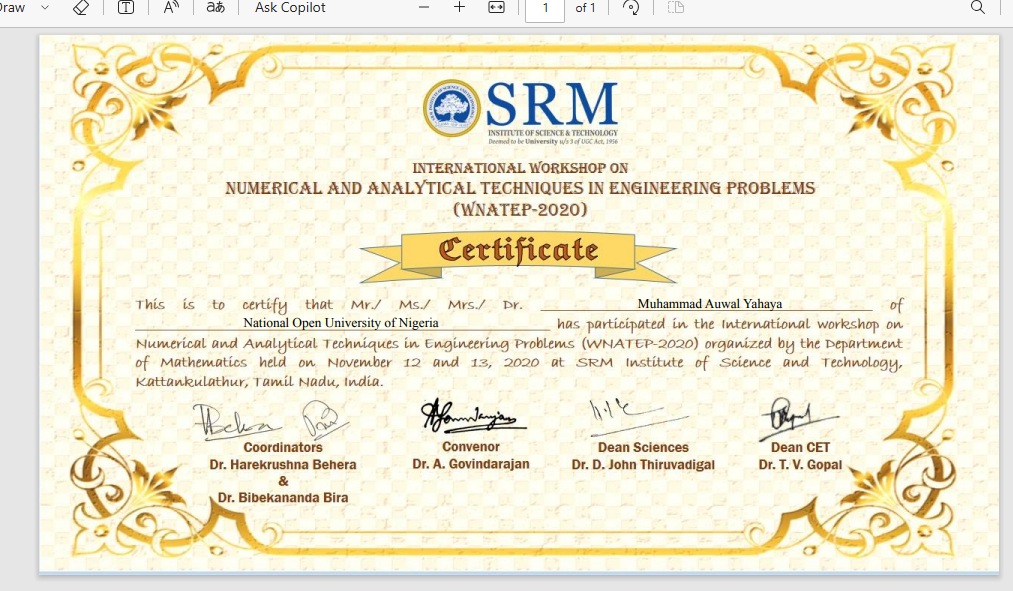 raw
Ask Copilot
1 of 1
SRM
INSTITUTE OF SCIENCE & TECHNOLOGY
Deemed to be University u/s 3 of UGC Act, 1956
INTERNATIONAL WORKSHOP ON
NUMERICAL AND ANALYTICAL TECHNIQUES IN ENGINEERING PROBLEMS
(WNATEP-2020)
Certificate
This is to certify that Mr./ Ms./ Mrs./ Dr. Muhammad Auwal Yahaya of
National Open University of Nigeria has participated in the International workshop on
Numerical and Analytical Techniques in Engineering Problems (WNATEP-2020) organized by the Department
of Mathematics held on November 12 and 13, 2020 at SRM Institute of Science and Technology,
Kattankulathur, Tamil Nadu, India.
Coordinators
Dr. Harekrushna Behera
&
Dr. Bibekananda Bira
Convenor
Dr. A. Govindarajan
Dean Sciences
Dr. D. John Thiruvadigal
Dean CET
Dr. T. V. Gopal